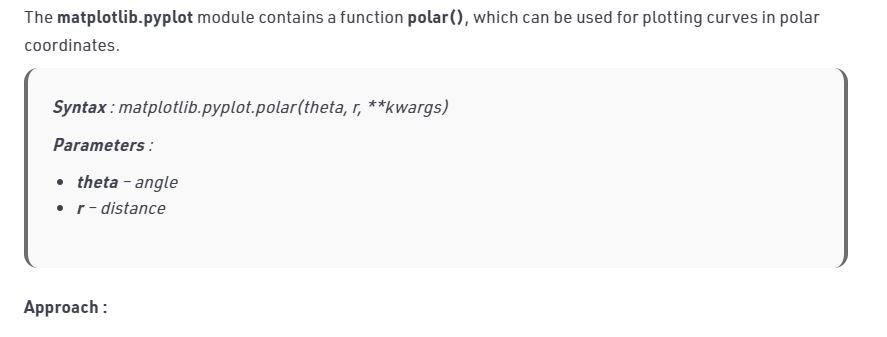 The matplotlib.pyplot module contains a function polar(), which can be used for plotting curves in polar
coordinates.
Syntax : matplotlib.pyplot.polar(theta, r, **kwargs)
Parameters :
• theta – angle
• r – distance
Approach :